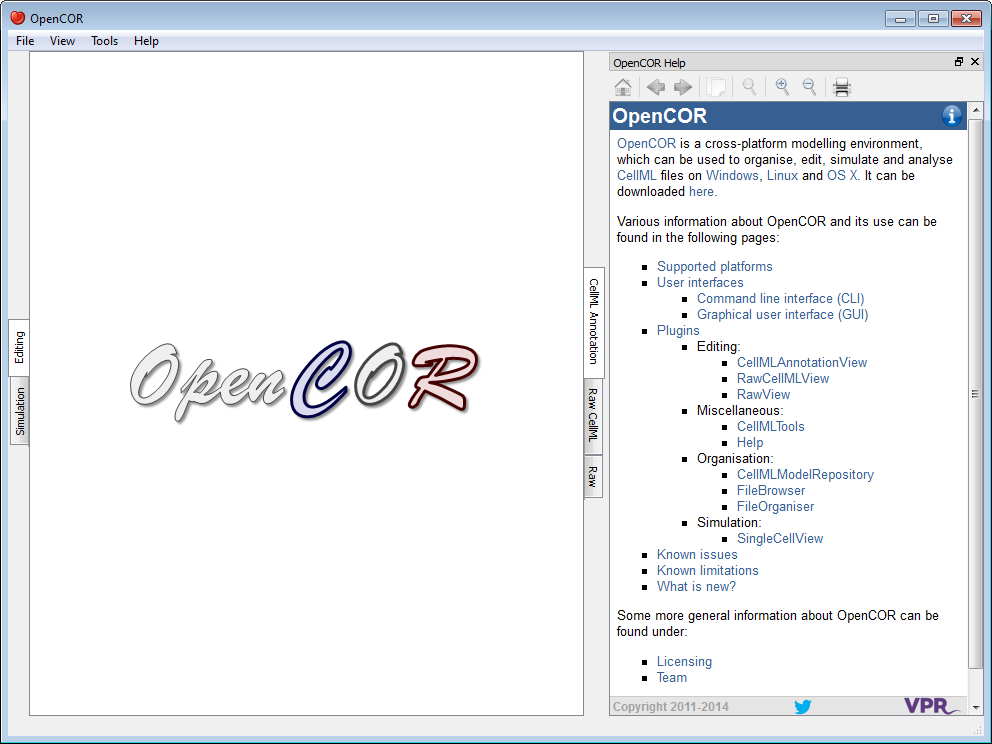 OpenCOR
File View Tools Help
Editing
Simulation
OpenCOR
CellML Annotation
Raw CellML
Raw
OpenCOR Help
OpenCOR
OpenCOR is a cross-platform modelling environment,
which can be used to organise, edit, simulate and analyse
CellML files on Windows, Linux and OS X. It can be
downloaded here.
Various information about OpenCOR and its use can be
found in the following pages:
Supported platforms
User interfaces
Command line interface (CLI)
Graphical user interface (GUI)
Plugins
Editing:
CellMLAnnotationView
RawCellMLView
RawView
Miscellaneous:
CellMLTools
Help
Organisation:
CellMLModelRepository
FileBrowser
FileOrganiser
Simulation:
SingleCellView
Known issues
Known limitations
What is new?
Some more general information about OpenCOR can be
found under:
Licensing
Team
Copyright 2011-2014
VPR